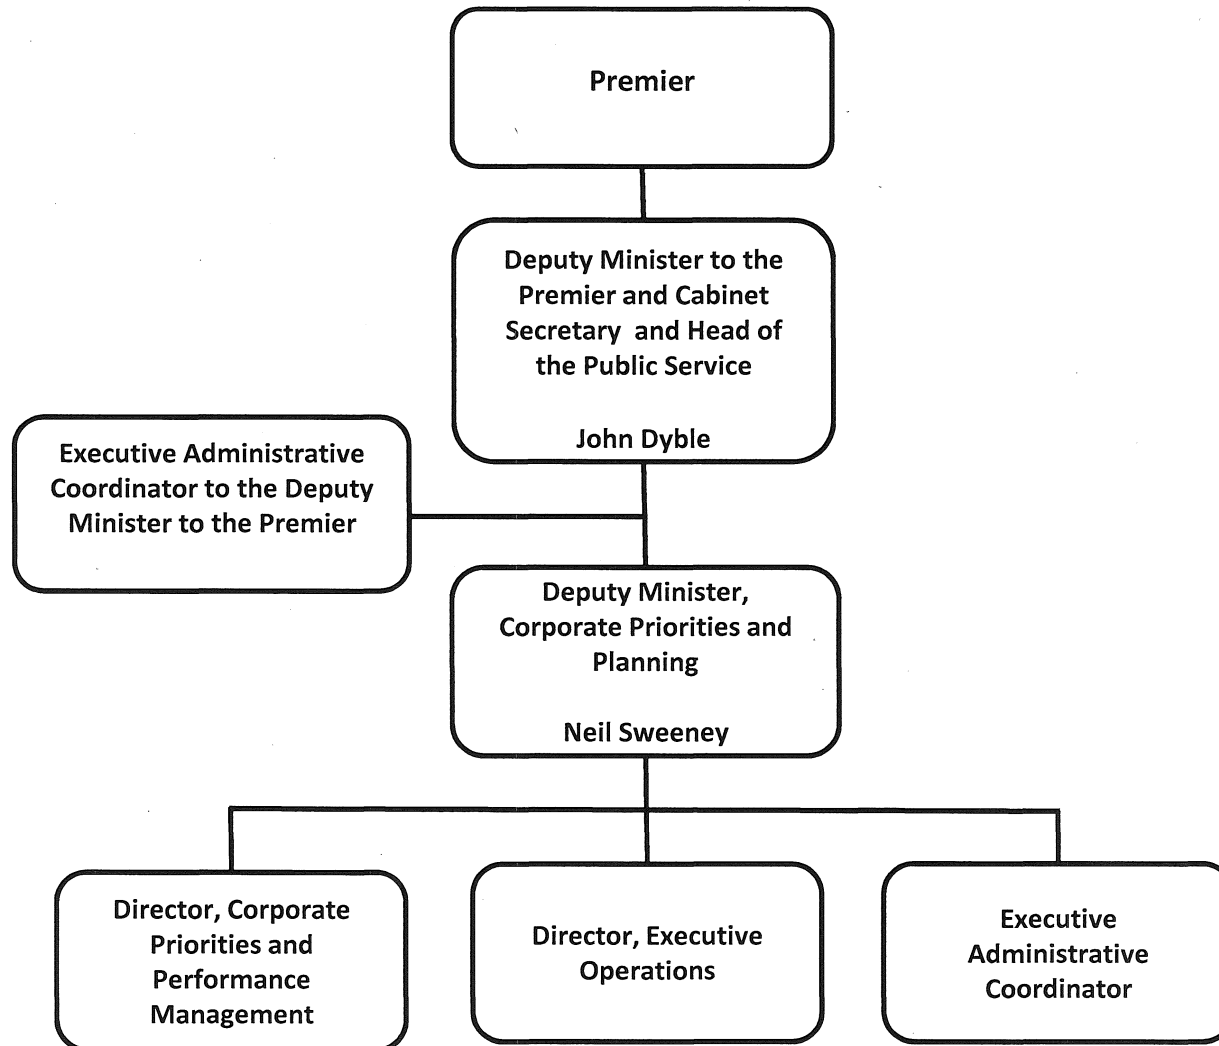 Premier
Deputy Minister to the
Premier and Cabinet
Secretary and Head of
the Public Service
John Dyble
Executive Administrative
Coordinator to the Deputy
Minister to the Premier
Deputy Minister,
Corporate Priorities and
Planning
Neil Sweeney
Director, Corporate
Priorities and
Performance
Management
Director, Executive
Operations
Executive
Administrative
Coordinator